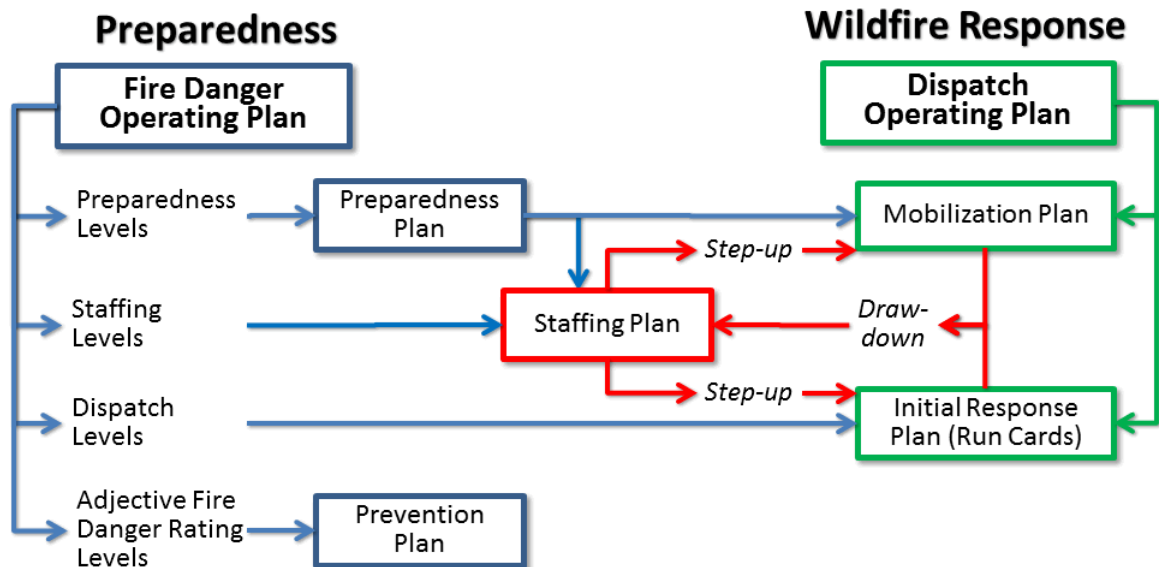 Preparedness
Wildfire Response
Fire Danger
Operating Plan
Dispatch
Operating Plan
Preparedness
Levels
Preparedness
Plan
Mobilization Plan
Step-up
Staffing
Levels
Staffing Plan
Draw-
down
Step-up
Dispatch
Levels
Initial Response
Plan (Run Cards)
Adjective Fire
Danger Rating
Levels
Prevention
Plan